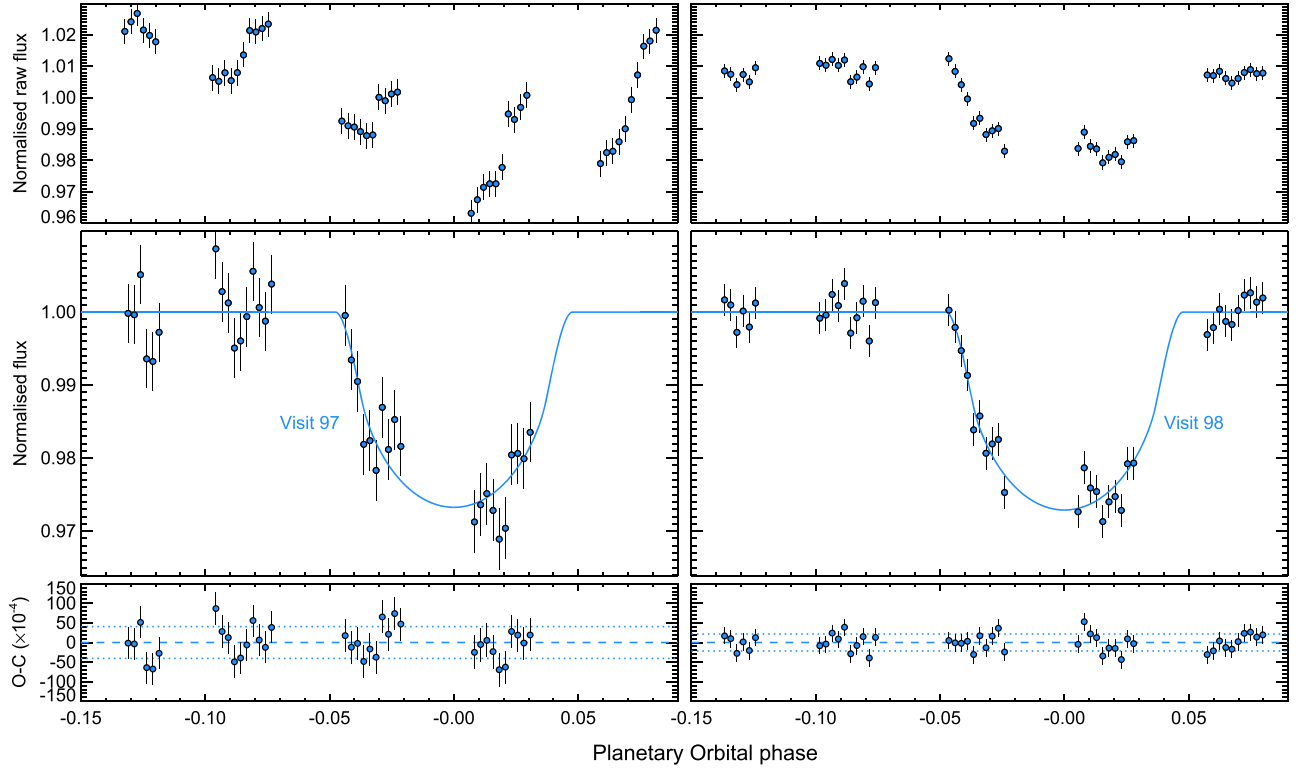 Normalised raw flux
1.02
1.01
1.00
0.99
0.98
0.97
0.96
Normalised flux
1.00
0.99
0.98
0.97
Visit 97
Visit 98
O-C (×10⁻⁴)
150
100
50
0
-50
-100
-150
-0.15 -0.10 -0.05 -0.00 0.05 -0.15 -0.10 -0.05 -0.00 0.05
Planetary Orbital phase